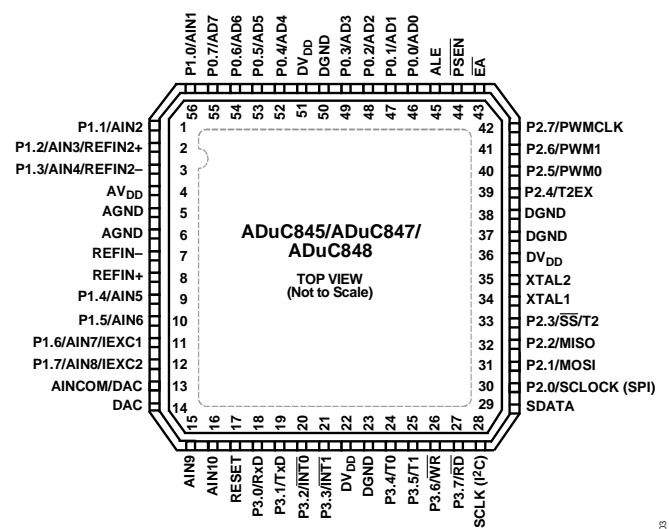 P1.0/AIN1
P0.7/AD7
P0.6/AD6
P0.5/AD5
P0.4/AD4
DVDD
DGND
P0.3/AD3
P0.2/AD2
P0.1/AD1
P0.0/AD0
ALE
PSEN
EA
56
55
54
53
52
51
50
49
48
47
46
45
44
43
P1.1/AIN2 1
P1.2/AIN3/REFIN2+ 2
P1.3/AIN4/REFIN2– 3
AVDD 4
AGND 5
AGND 6
REFIN– 7
REFIN+ 8
P1.4/AIN5 9
P1.5/AIN6 10
P1.6/AIN7/IEXC1 11
P1.7/AIN8/IEXC2 12
AINCOM/DAC 13
DAC 14
ADuC845/ADuC847/
ADuC848
TOP VIEW
(Not to Scale)
42 P2.7/PWMCLK
41 P2.6/PWM1
40 P2.5/PWM0
39 P2.4/T2EX
38 DGND
37 DGND
36 DVDD
35 XTAL2
34 XTAL1
33 P2.3/SS/T2
32 P2.2/MISO
31 P2.1/MOSI
30 P2.0/SCLOCK (SPI)
29 SDATA
15
16
17
18
19
20
21
22
23
24
25
26
27
28
AIN9
AIN10
RESET
P3.0/RxD
P3.1/TxD
P3.2/INT0
P3.3/INT1
DVDD
DGND
P3.4/T0
P3.5/T1
P3.6/WR
P3.7/RD
SCLK (I2C)